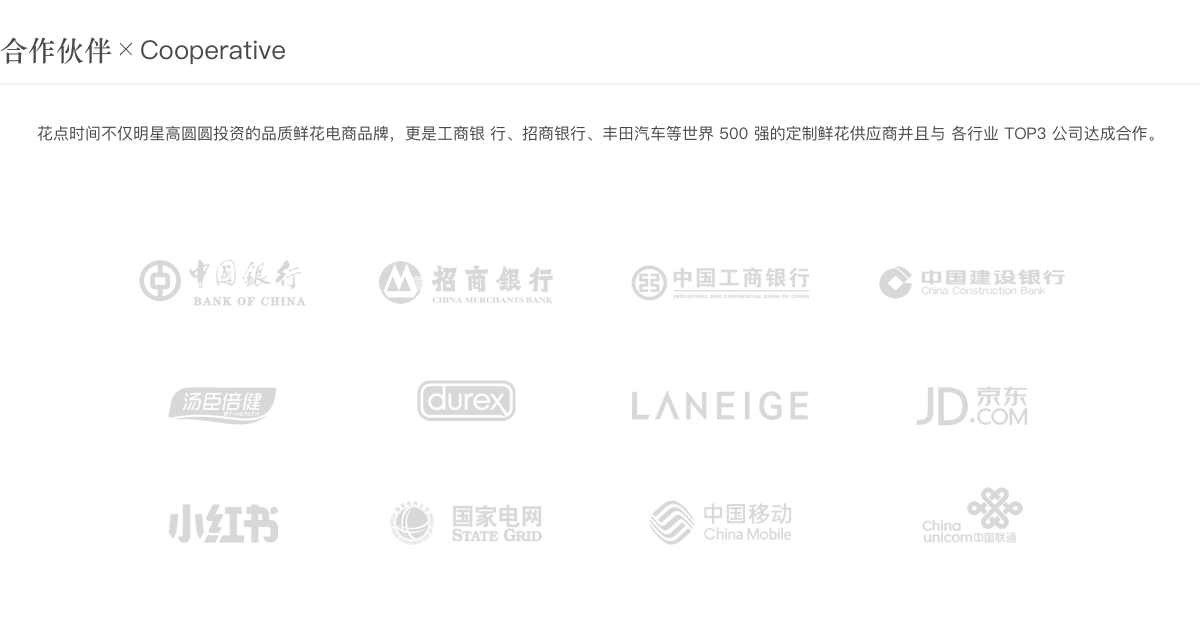 合作伙伴 × Cooperative
花点时间不仅明星高圆圆投资的品质鲜花电商品牌，更是工商银 行、招商银行、丰田汽车等世界 500 强的定制鲜花供应商并且与 各行业 TOP3 公司达成合作。
中国銀行
BANK OF CHINA
招商銀行
CHINA MERCHANTS BANK
中国工商银行
INDUSTRIAL AND COMMERCIAL BANK OF CHINA
中国建设银行
China Construction Bank
汤臣倍健
BY-HEALTH
durex
LANEIGE
JD.京东
.COM
小红书
国家电网
STATE GRID
中国移动
China Mobile
China
unicom中国联通